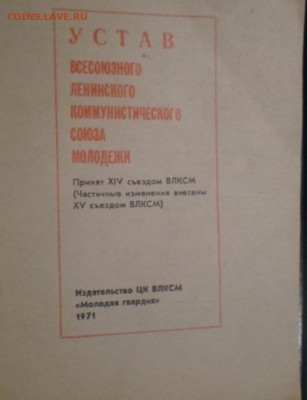 COINS.LAVE.RU
УСТАВ
ВСЕСОЮЗНОГО
ЛЕНИНСКОГО
КОММУНИСТИЧЕСКОГО
СОЮЗА
МОЛОДЕЖИ
Принят XIV съездом ВЛКСМ
(Частичные изменения внесены
XV съездом ВЛКСМ)
Издательство ЦК ВЛКСМ
«Молодая гвардия»
1971